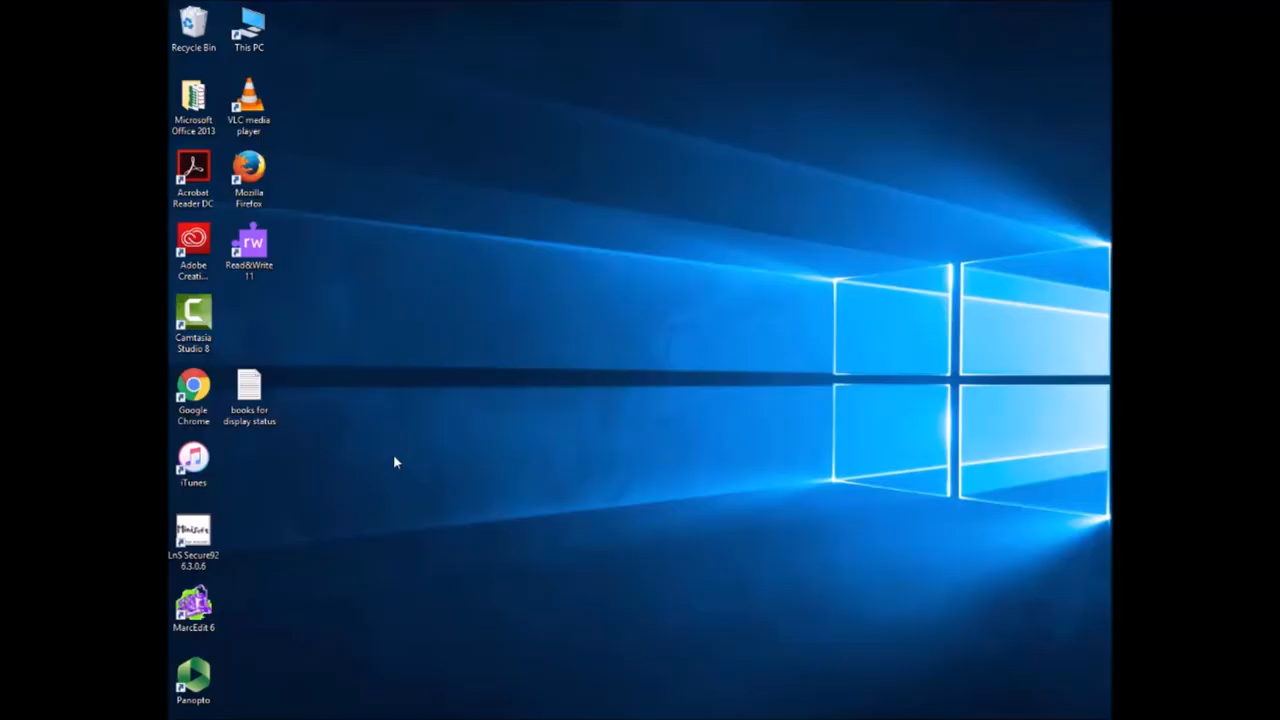 Recycle Bin
This PC
Microsoft
Office 2013
VLC media
player
Acrobat
Reader DC
Mozilla
Firefox
Adobe
Creati...
rw
Read&Write
11
Camtasia
Studio 8
Google
Chrome
books for
display status
iTunes
MiniSoft
LnS Secure92
6.3.0.6
MarcEdit 6
Panopto